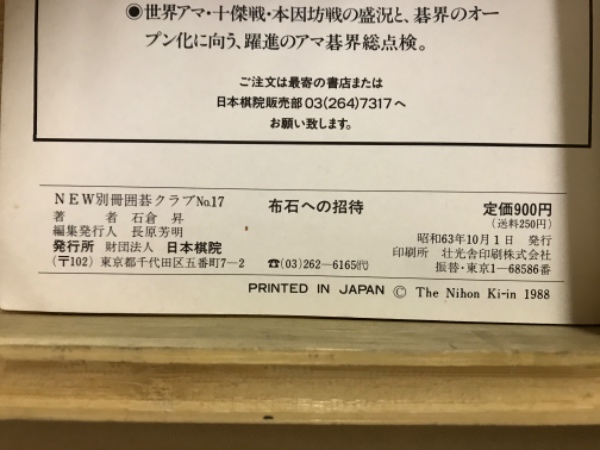 ◉世界アマ・十傑戦・本因坊戦の盛況と、碁界のオー
プン化に向う、躍進のアマ碁界総点検。
ご注文は最寄の書店または
日本棋院販売部03(264)7317へ
お願い致します。
NEW別冊囲碁クラブNo.17 布石への招待 定価900円
(送料250円)
著者 石倉 昇
編集発行人 長原芳明 昭和63年10月1日 発行
発行所 財団法人 日本棋院 印刷所 壮光舎印刷株式会社
(〒102) 東京都千代田区五番町7-2 ☎(03)262-6165㈹ 振替・東京1-68586番
PRINTED IN JAPAN © The Nihon Ki-in 1988